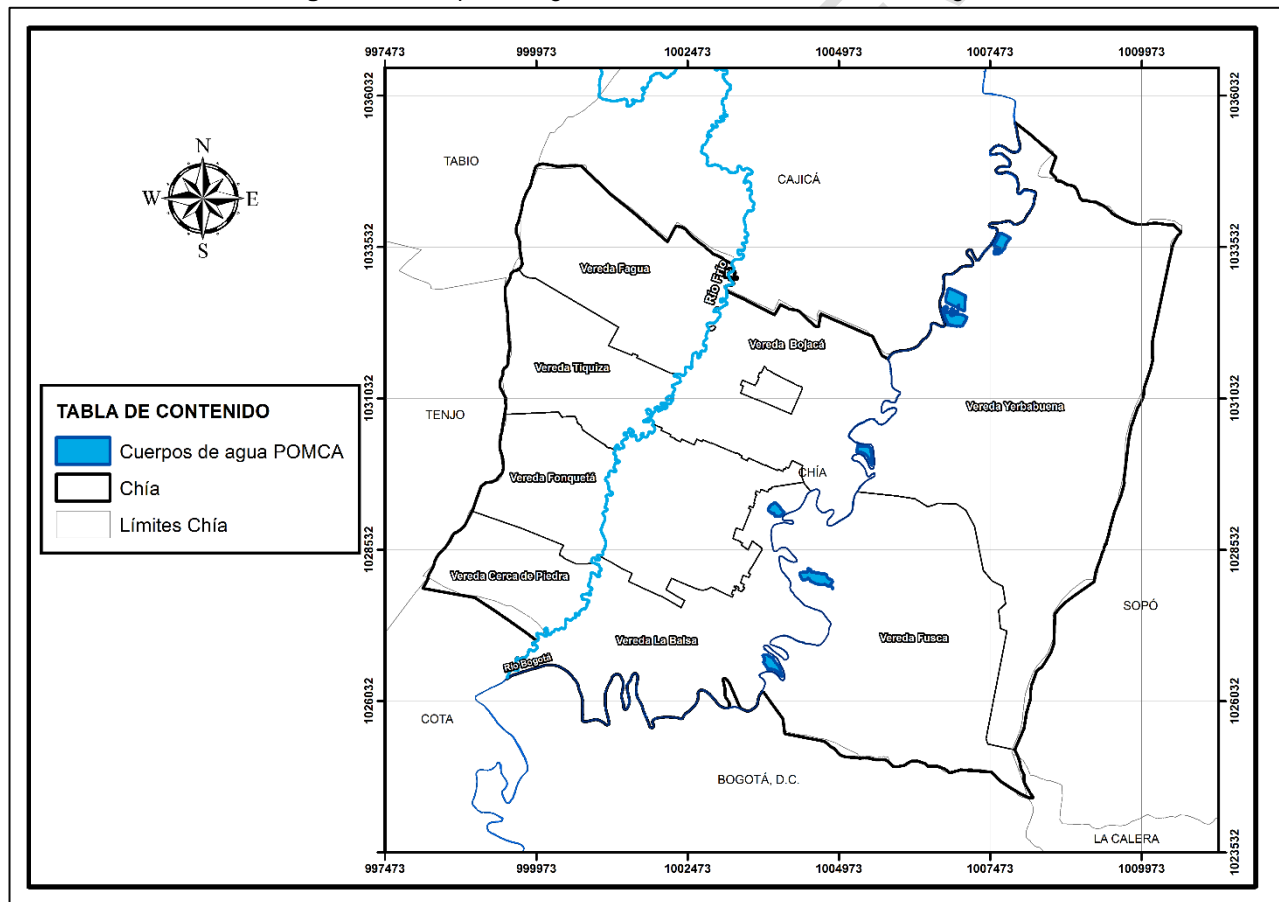 997473 999973 1002473 1004973 1007473 1009973
1036032 1036032
TABIO
CAJICÁ
N
W E
S
1033532 1033532
Vereda Fagua
Río Frío
Vereda Bojacá
Vereda Tiquiza
TABLA DE CONTENIDO
Cuerpos de agua POMCA
Chía
Límites Chía
1031032 1031032
TENJO
Vereda Yerbabuena
CHÍA
Vereda Fonquetá
1028532 1028532
Vereda Cerca de Piedra
SOPÓ
Vereda La Balsa
Vereda Fusca
Río Bogotá
1026032 1026032
COTA
BOGOTÁ, D.C.
LA CALERA
1023532 1023532
997473 999973 1002473 1004973 1007473 1009973